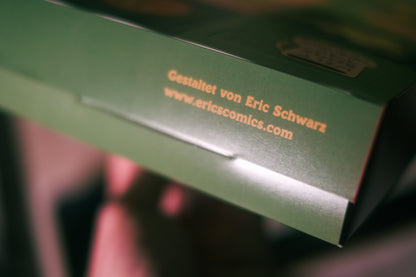 Gestaltet von Eric Schwarz
www.ericscomics.com